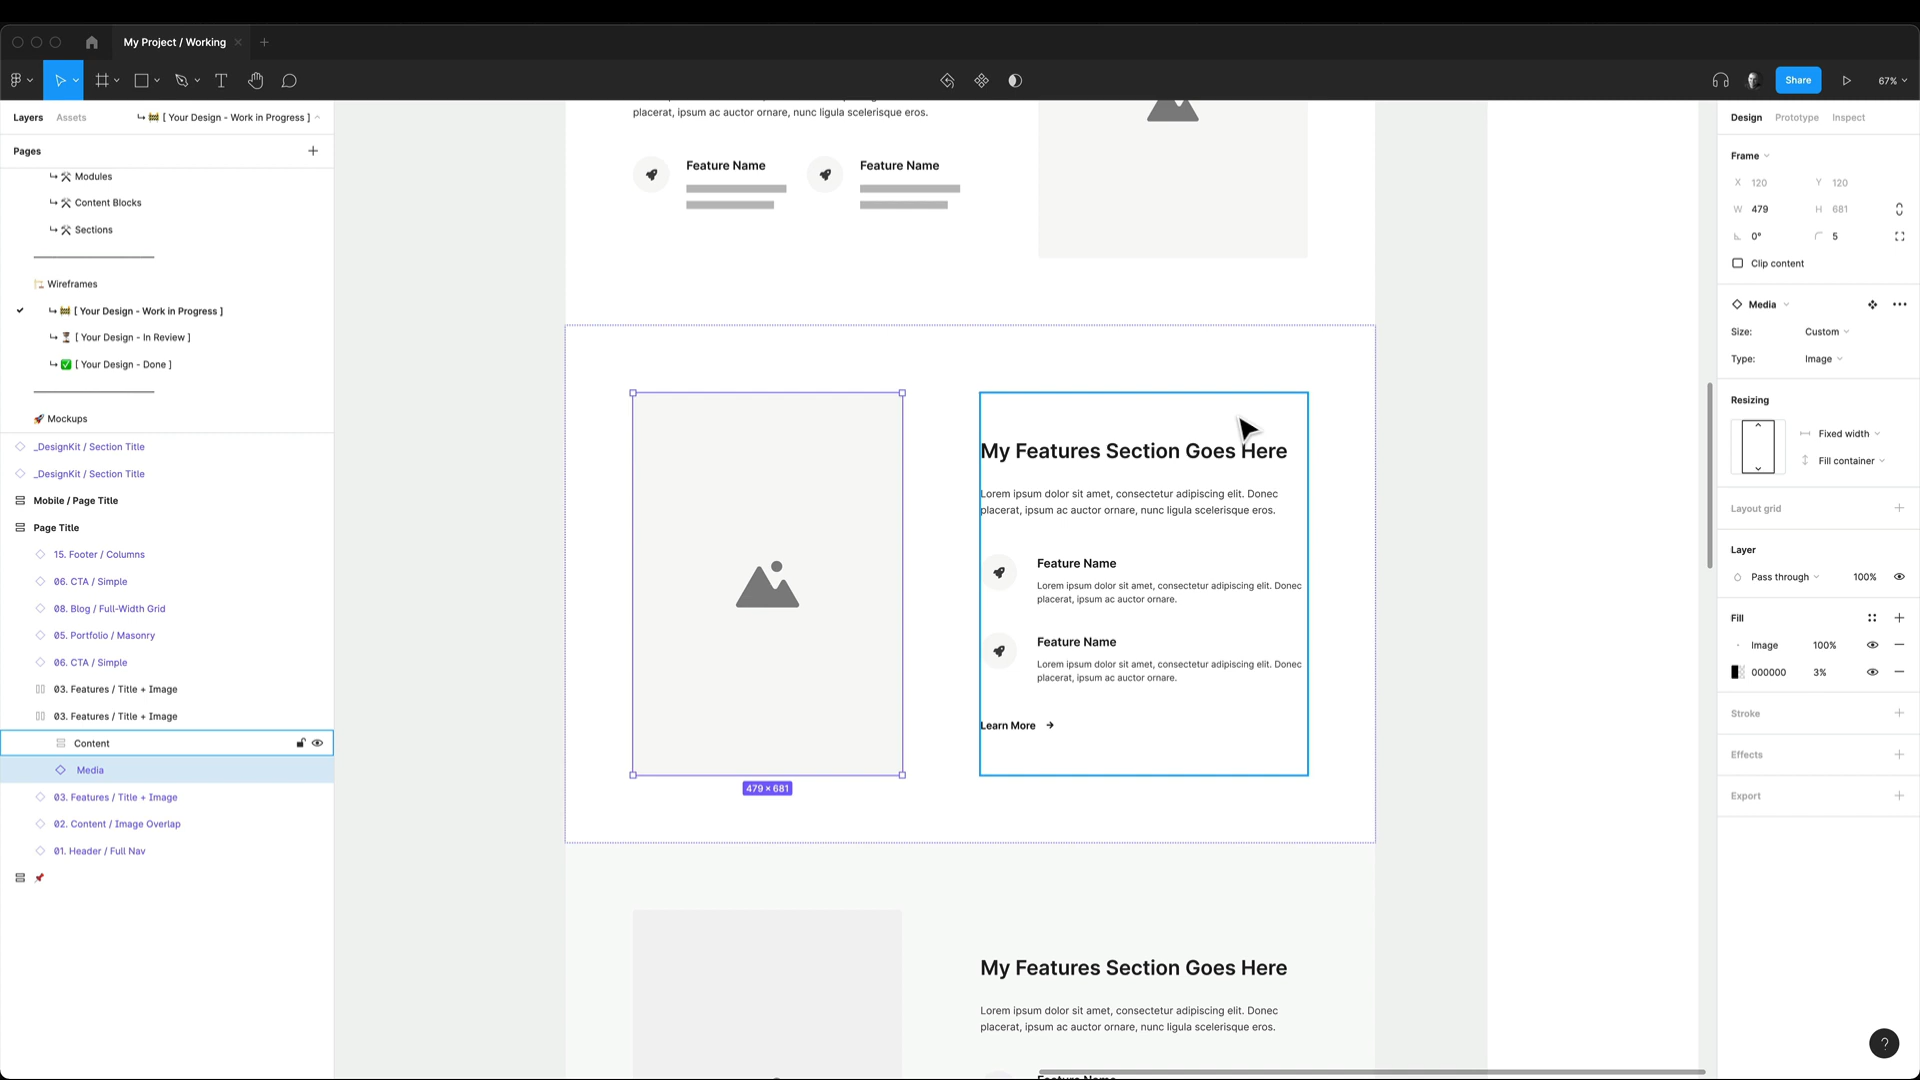 My Project / Working
Share
67%
Layers
Assets
↳ 🚧 [ Your Design - Work in Progress ]
Pages
↳ 🛠 Modules
↳ 🛠 Content Blocks
↳ 🛠 Sections
🏗 Wireframes
↳ 🚧 [ Your Design - Work in Progress ]
↳ ⏳ [ Your Design - In Review ]
↳ ✅ [ Your Design - Done ]
🚀 Mockups
_DesignKit / Section Title
_DesignKit / Section Title
Mobile / Page Title
Page Title
15. Footer / Columns
06. CTA / Simple
08. Blog / Full-Width Grid
05. Portfolio / Masonry
06. CTA / Simple
03. Features / Title + Image
03. Features / Title + Image
Content
Media
03. Features / Title + Image
02. Content / Image Overlap
01. Header / Full Nav
📌
placerat, ipsum ac auctor ornare, nunc ligula scelerisque eros.
Feature Name
Feature Name
479 × 681
My Features Section Goes Here
Lorem ipsum dolor sit amet, consectetur adipiscing elit. Donec
placerat, ipsum ac auctor ornare, nunc ligula scelerisque eros.
Feature Name
Lorem ipsum dolor sit amet, consectetur adipiscing elit. Donec
placerat, ipsum ac auctor ornare.
Feature Name
Lorem ipsum dolor sit amet, consectetur adipiscing elit. Donec
placerat, ipsum ac auctor ornare.
Learn More →
My Features Section Goes Here
Lorem ipsum dolor sit amet, consectetur adipiscing elit. Donec
placerat, ipsum ac auctor ornare, nunc ligula scelerisque eros.
Feature Name
Design
Prototype
Inspect
Frame
X 120
Y 120
W 479
H 681
0°
5
Clip content
Media
Size: Custom
Type: Image
Resizing
Fixed width
Fill container
Layout grid
Layer
Pass through 100%
Fill
Image 100%
000000 3%
Stroke
Effects
Export
?